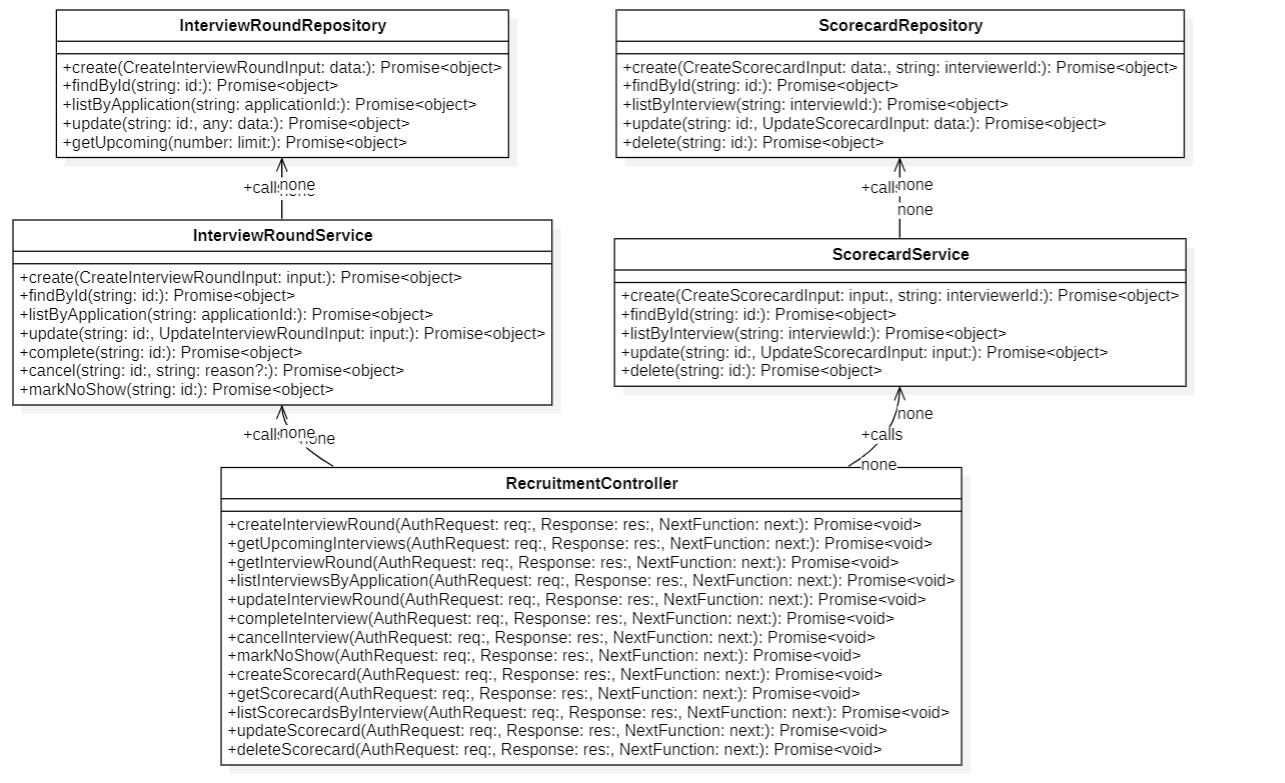 InterviewRoundRepository
+create(CreateInterviewRoundInput: data:): Promise<object>
+findById(string: id:): Promise<object>
+listByApplication(string: applicationId:): Promise<object>
+update(string: id:, any: data:): Promise<object>
+getUpcoming(number: limit:): Promise<object>
ScorecardRepository
+create(CreateScorecardInput: data:, string: interviewerId:): Promise<object>
+findById(string: id:): Promise<object>
+listByInterview(string: interviewId:): Promise<object>
+update(string: id:, UpdateScorecardInput: data:): Promise<object>
+delete(string: id:): Promise<object>
+call
none
+call
none
none
InterviewRoundService
+create(CreateInterviewRoundInput: input:): Promise<object>
+findById(string: id:): Promise<object>
+listByApplication(string: applicationId:): Promise<object>
+update(string: id:, UpdateInterviewRoundInput: input:): Promise<object>
+complete(string: id:): Promise<object>
+cancel(string: id:, string: reason?:): Promise<object>
+markNoShow(string: id:): Promise<object>
ScorecardService
+create(CreateScorecardInput: input:, string: interviewerId:): Promise<object>
+findById(string: id:): Promise<object>
+listByInterview(string: interviewId:): Promise<object>
+update(string: id:, UpdateScorecardInput: input:): Promise<object>
+delete(string: id:): Promise<object>
+call
none
none
none
+calls
none
RecruitmentController
+createInterviewRound(AuthRequest: req:, Response: res:, NextFunction: next:): Promise<void>
+getUpcomingInterviews(AuthRequest: req:, Response: res:, NextFunction: next:): Promise<void>
+getInterviewRound(AuthRequest: req:, Response: res:, NextFunction: next:): Promise<void>
+listInterviewsByApplication(AuthRequest: req:, Response: res:, NextFunction: next:): Promise<void>
+updateInterviewRound(AuthRequest: req:, Response: res:, NextFunction: next:): Promise<void>
+completeInterview(AuthRequest: req:, Response: res:, NextFunction: next:): Promise<void>
+cancelInterview(AuthRequest: req:, Response: res:, NextFunction: next:): Promise<void>
+markNoShow(AuthRequest: req:, Response: res:, NextFunction: next:): Promise<void>
+createScorecard(AuthRequest: req:, Response: res:, NextFunction: next:): Promise<void>
+getScorecard(AuthRequest: req:, Response: res:, NextFunction: next:): Promise<void>
+listScorecardsByInterview(AuthRequest: req:, Response: res:, NextFunction: next:): Promise<void>
+updateScorecard(AuthRequest: req:, Response: res:, NextFunction: next:): Promise<void>
+deleteScorecard(AuthRequest: req:, Response: res:, NextFunction: next:): Promise<void>